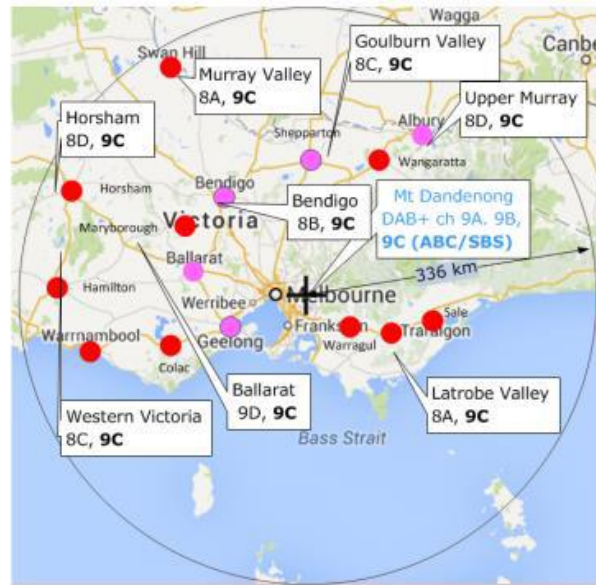 Wagga
Goulburn Valley
8C, 9C
Canbe
Swan Hill
Murray Valley
8A, 9C
Upper Murray
8D, 9C
Horsham
8D, 9C
Albury
Shepparton
Wangaratta
Horsham
Bendigo
Bendigo
8B, 9C
Mt Dandenong
DAB+ ch 9A. 9B,
9C (ABC/SBS)
Victoria
Maryborough
336 km
Ballarat
Hamilton
Werribee
Melbourne
Warrnambool
Geelong
Frankston
Sale
Traralgon
Warragul
Colac
Western Victoria
8C, 9C
Ballarat
9D, 9C
Latrobe Valley
8A, 9C
Bass Strait